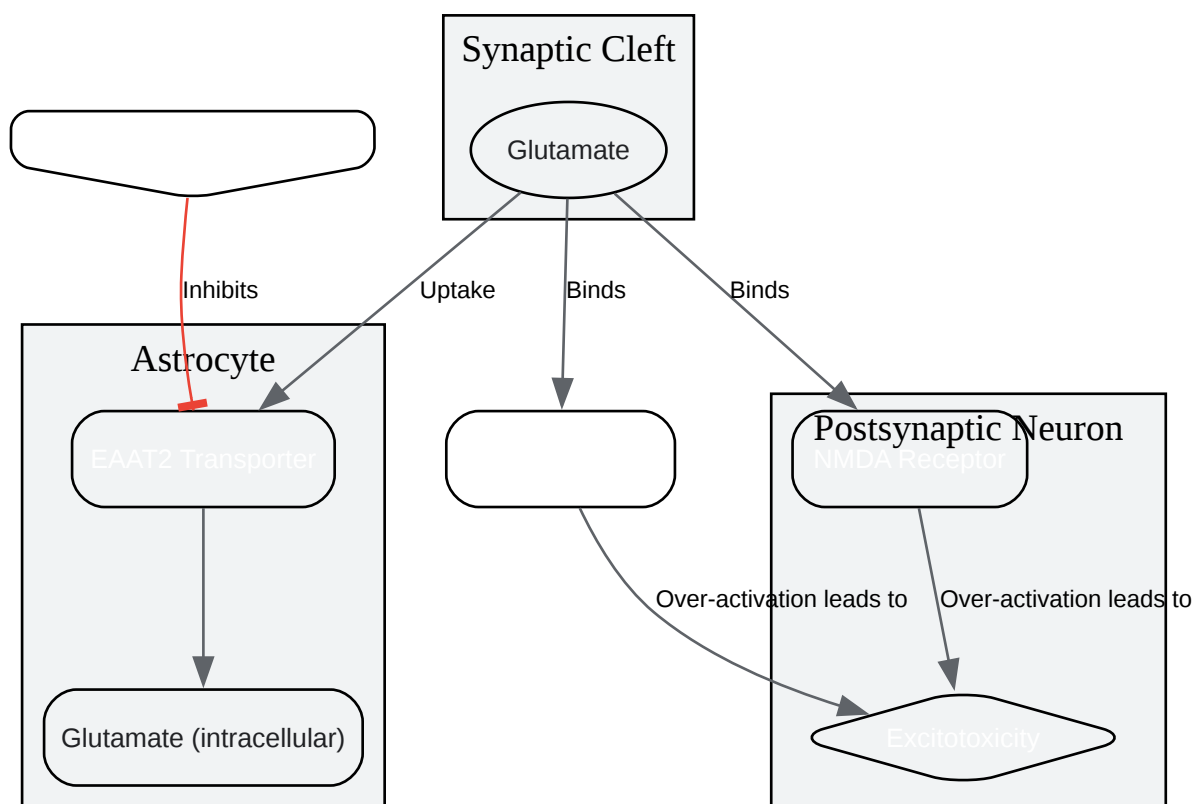 Synaptic Cleft
Glutamate
Inhibits
Uptake
Binds
Binds
Astrocyte
Postsynaptic Neuron
EAAT2 Transporter
NMDA Receptor
Over-activation leads to
Over-activation leads to
Glutamate (intracellular)
Excitotoxicity